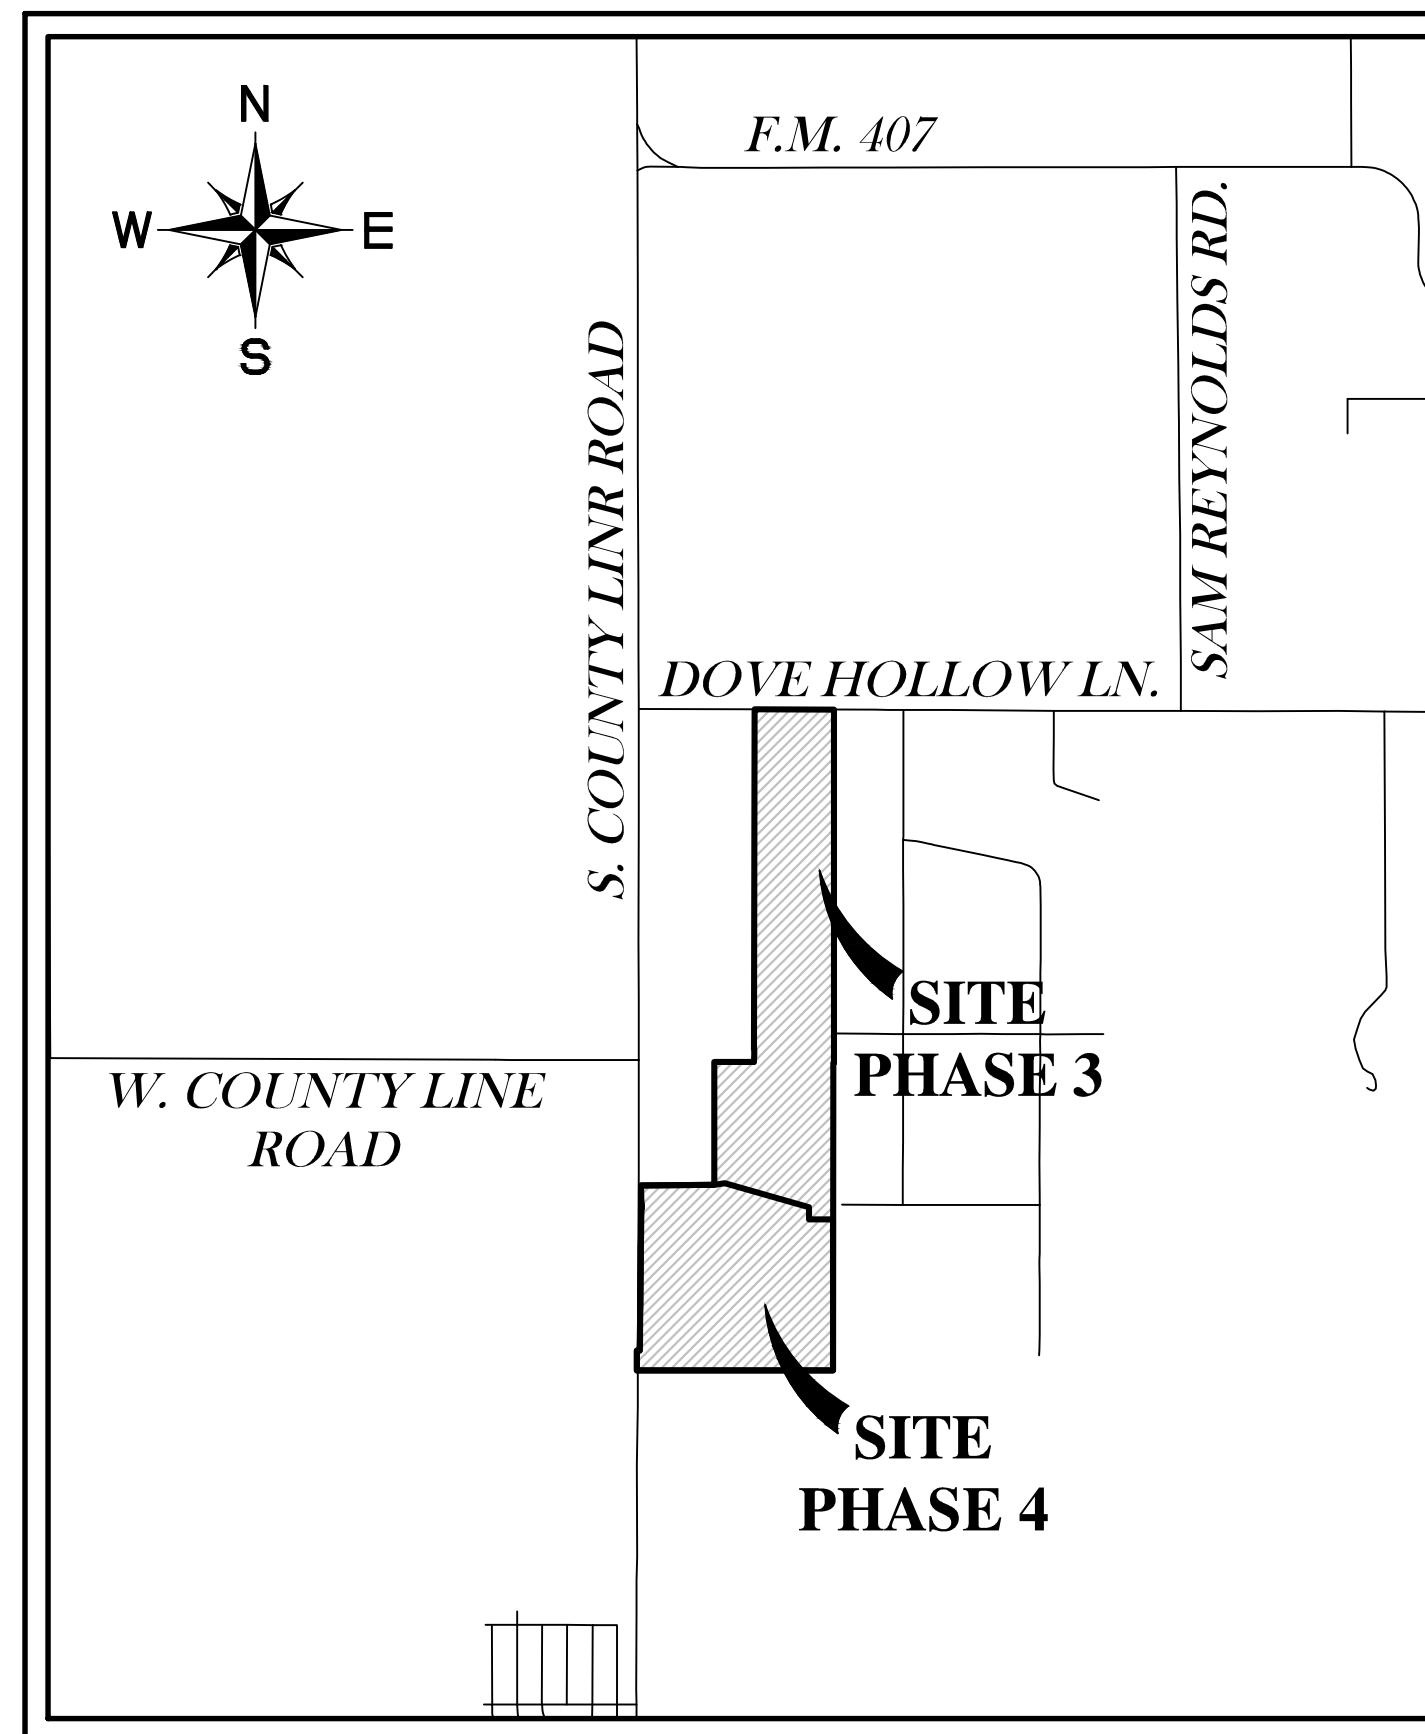 N
F.M. 407
W
E
S
S. COUNTY LINR ROAD
SAM REYNOLDS RD.
DOVE HOLLOW LN.
SITE
PHASE 3
W. COUNTY LINE
ROAD
SITE
PHASE 4